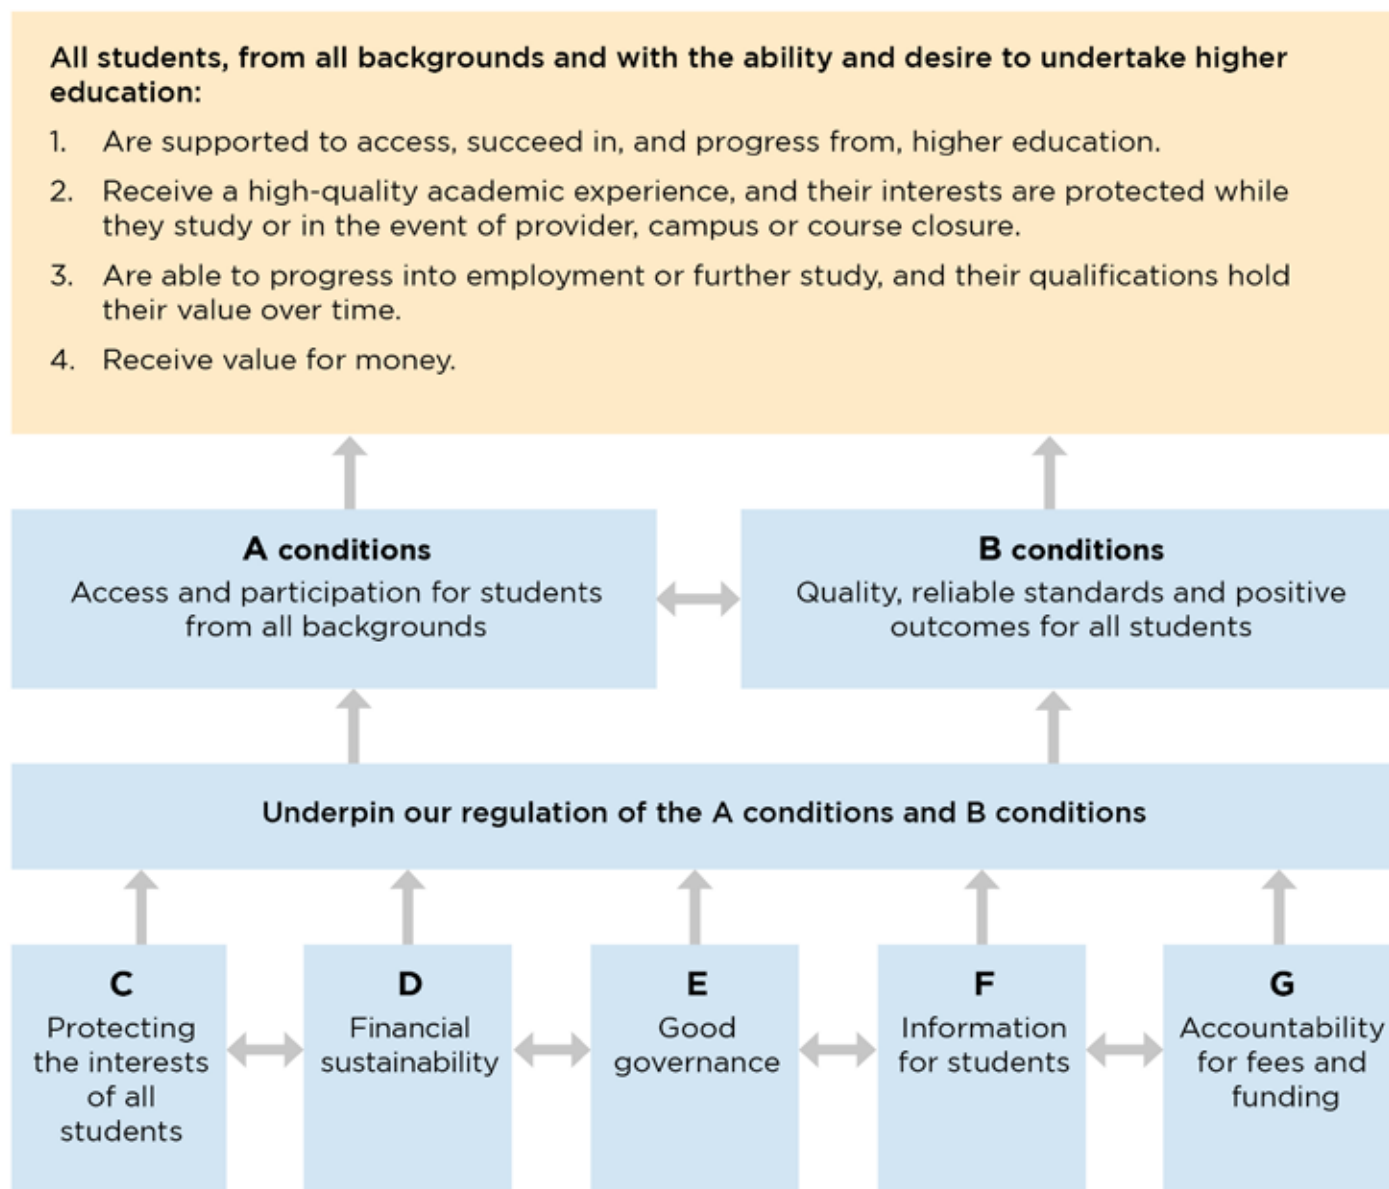 All students, from all backgrounds and with the ability and desire to undertake higher
education:
1. Are supported to access, succeed in, and progress from, higher education.
2. Receive a high-quality academic experience, and their interests are protected while
they study or in the event of provider, campus or course closure.
3. Are able to progress into employment or further study, and their qualifications hold
their value over time.
4. Receive value for money.
A conditions
Access and participation for students
from all backgrounds
B conditions
Quality, reliable standards and positive
outcomes for all students
Underpin our regulation of the A conditions and B conditions
C
Protecting
the interests
of all
students
D
Financial
sustainability
E
Good
governance
F
Information
for students
G
Accountability
for fees and
funding